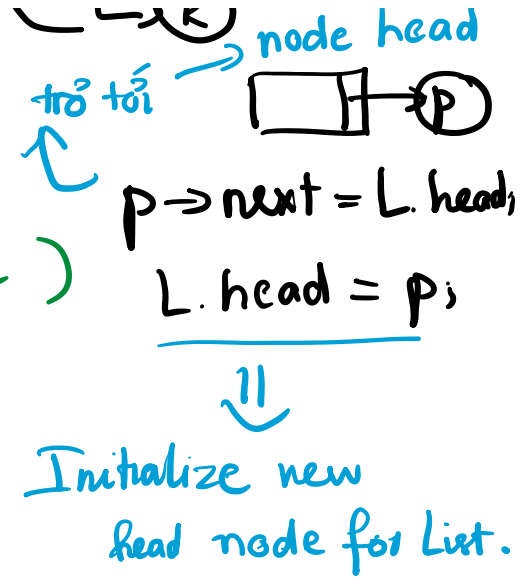 node head
trỏ tới
p
p → next = L.head;
L.head = p;
Initialize new
head node for List.